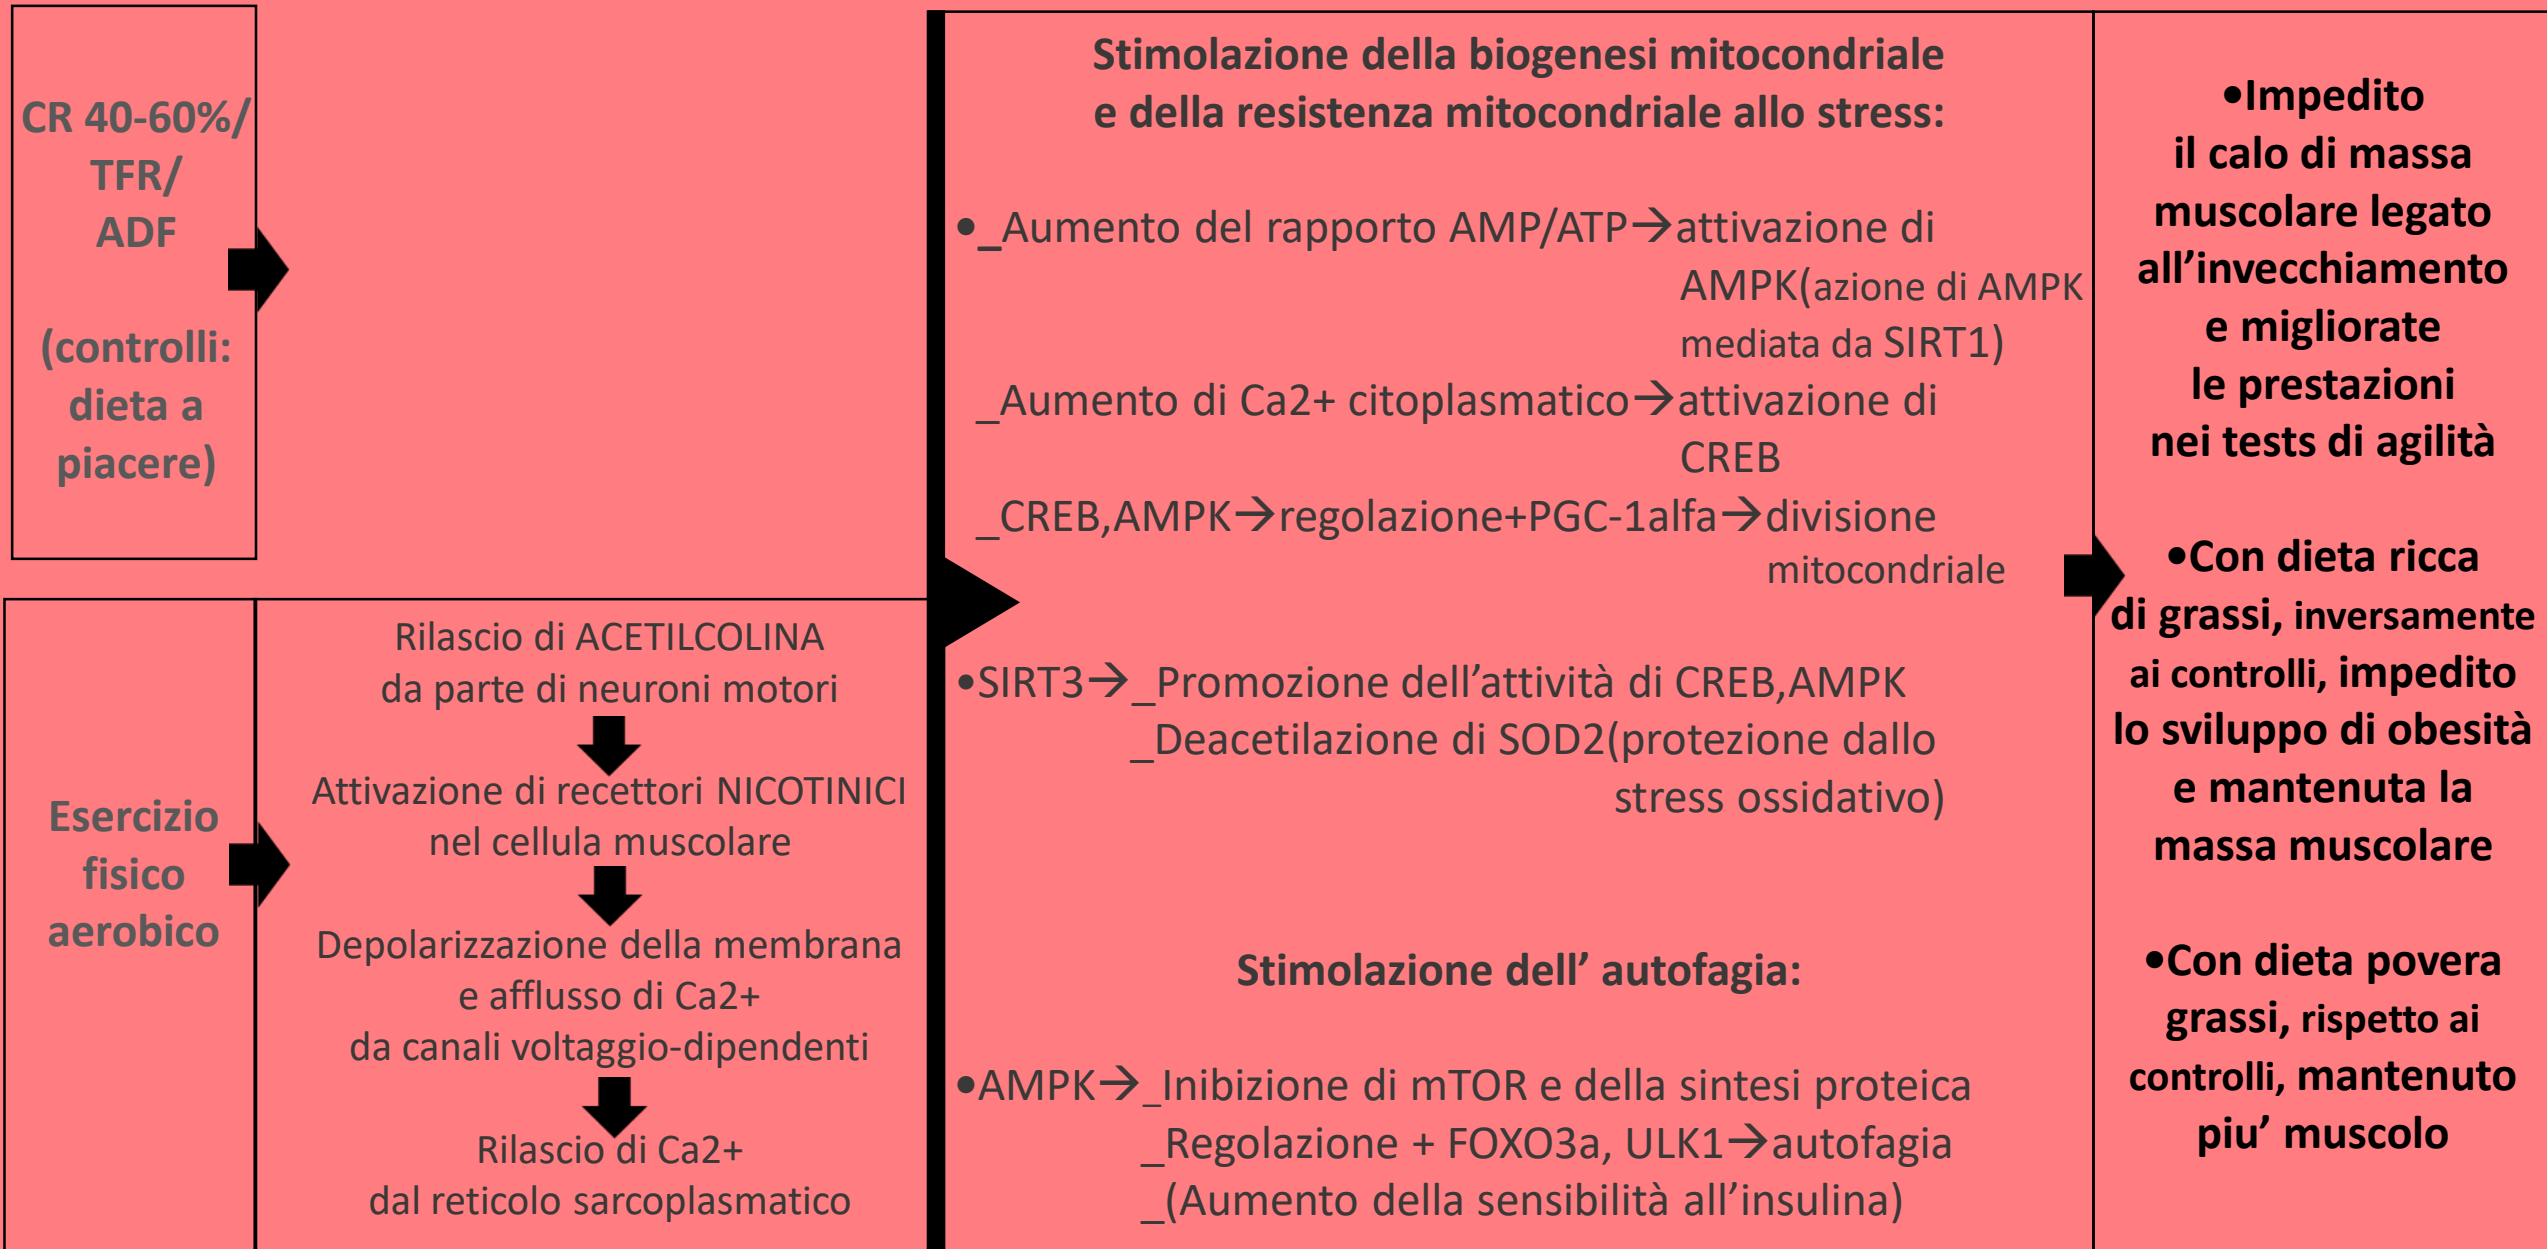 CR 40-60%/
TFR/
ADF
(controlli:
dieta a
piacere)
Esercizio
fisico
aerobico
Rilascio di ACETILCOLINA
da parte di neuroni motori
Attivazione di recettori NICOTINICI
nel cellula muscolare
Depolarizzazione della membrana
e afflusso di Ca2+
da canali voltaggio-dipendenti
Rilascio di Ca2+
dal reticolo sarcoplasmatico
Stimolazione della biogenesi mitocondriale
e della resistenza mitocondriale allo stress:
•_Aumento del rapporto AMP/ATP→attivazione di
AMPK(azione di AMPK
mediata da SIRT1)
_Aumento di Ca2+ citoplasmatico→attivazione di
CREB
_CREB,AMPK→regolazione+PGC-1alfa→divisione
mitocondriale
•SIRT3→_Promozione dell’attività di CREB,AMPK
_Deacetilazione di SOD2(protezione dallo
stress ossidativo)
Stimolazione dell’ autofagia:
•AMPK→_Inibizione di mTOR e della sintesi proteica
_Regolazione + FOXO3a, ULK1→autofagia
_(Aumento della sensibilità all’insulina)
•Impedito
il calo di massa
muscolare legato
all’invecchiamento
e migliorate
le prestazioni
nei tests di agilità
•Con dieta ricca
di grassi, inversamente
ai controlli, impedito
lo sviluppo di obesità
e mantenuta la
massa muscolare
•Con dieta povera
grassi, rispetto ai
controlli, mantenuto
piu’ muscolo